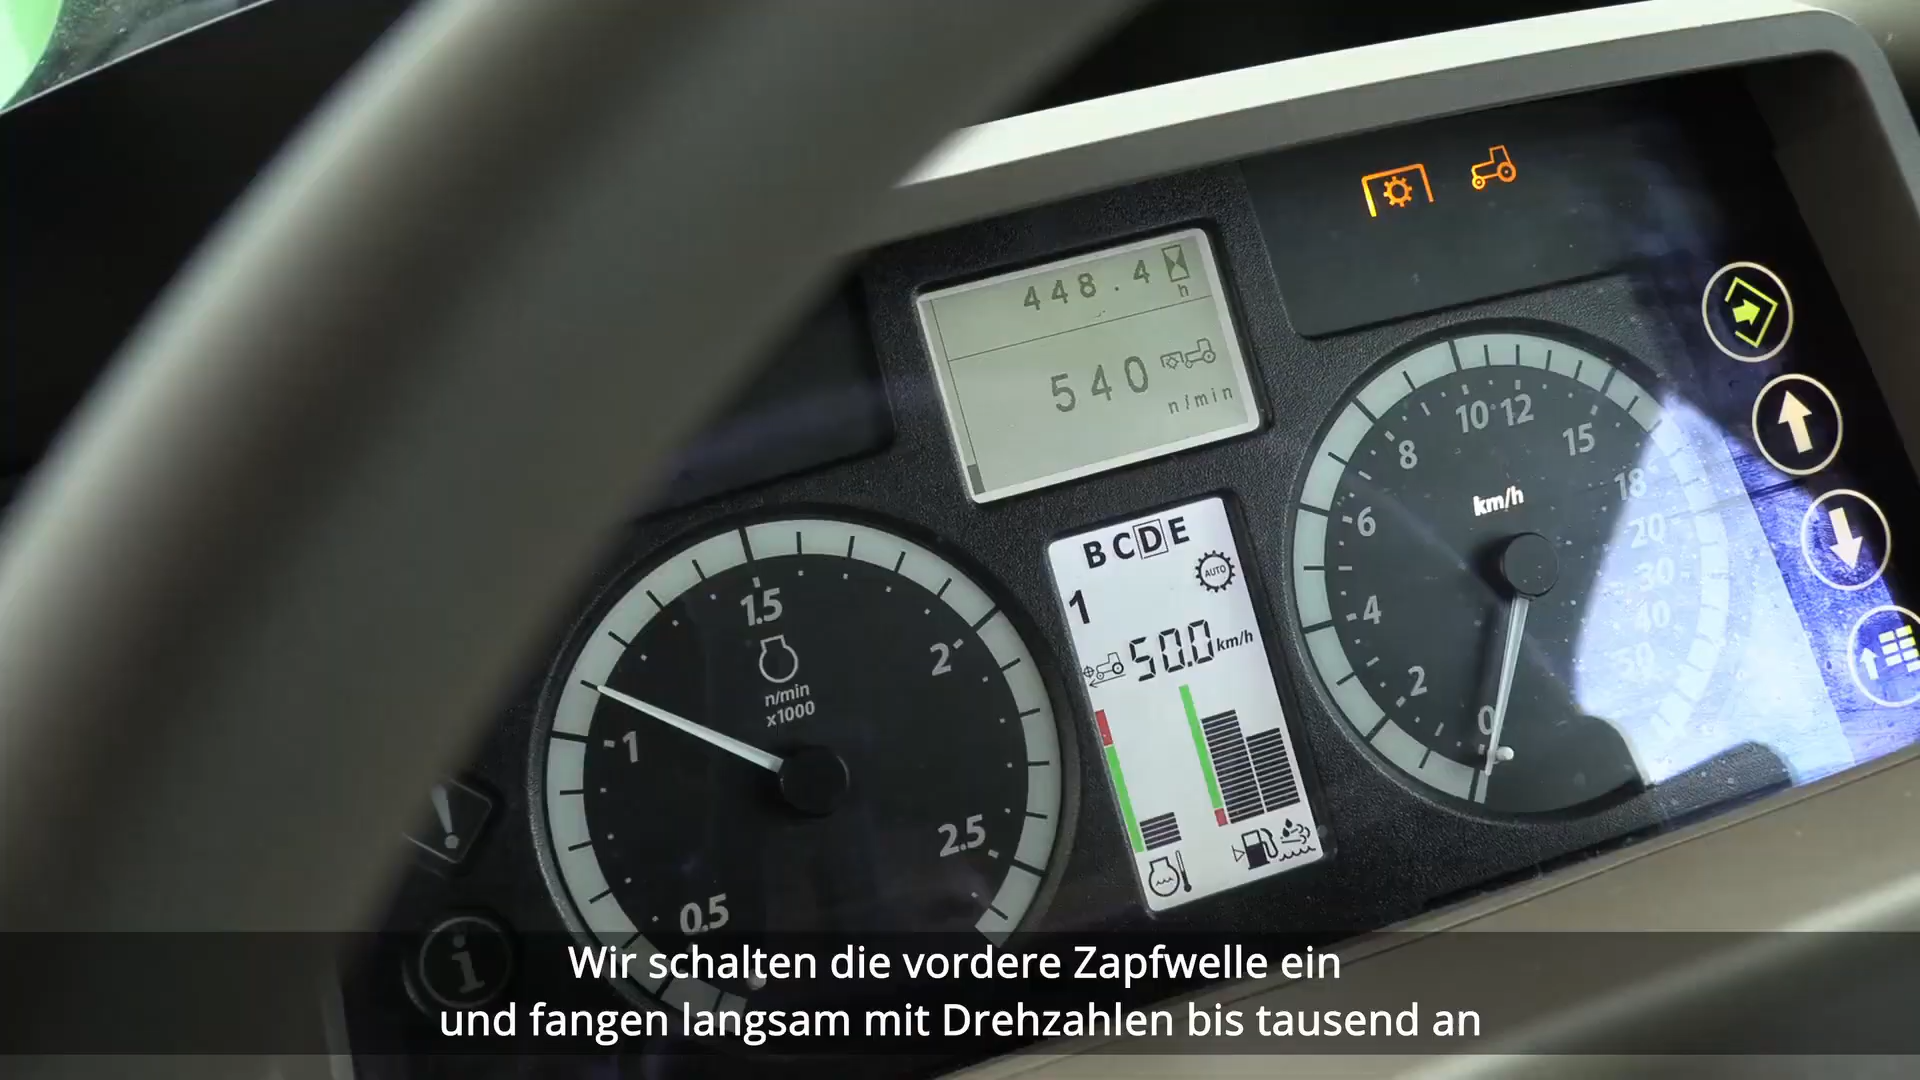 448.4
h
540
n/min
B C D E
AUTO
1
50.0 km/h
0.5
1
1.5
2
2.5
n/min
x1000
0
2
4
6
8
10
12
15
18
20
30
40
50
km/h
i
Wir schalten die vordere Zapfwelle ein
und fangen langsam mit Drehzahlen bis tausend an